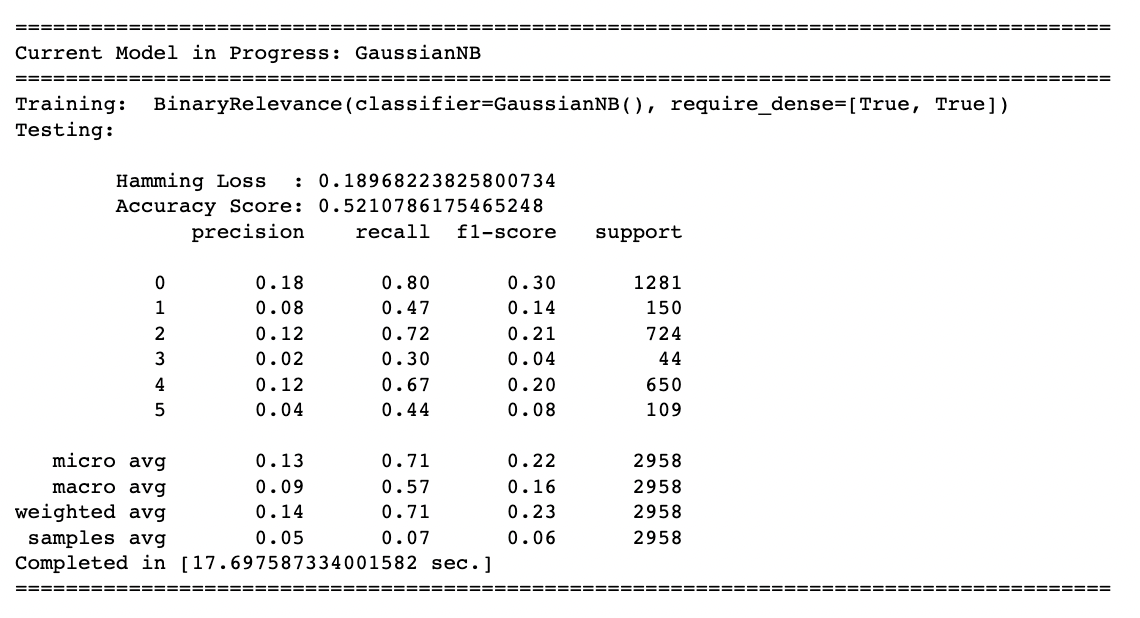 =======================================================================================
Current Model in Progress: GaussianNB
=======================================================================================
Training:  BinaryRelevance(classifier=GaussianNB(), require_dense=[True, True])
Testing:
Hamming Loss  : 0.18968223825800734
Accuracy Score: 0.5210786175465248
precision    recall  f1-score   support
0       0.18      0.80      0.30      1281
1       0.08      0.47      0.14       150
2       0.12      0.72      0.21       724
3       0.02      0.30      0.04        44
4       0.12      0.67      0.20       650
5       0.04      0.44      0.08       109
micro avg       0.13      0.71      0.22      2958
macro avg       0.09      0.57      0.16      2958
weighted avg       0.14      0.71      0.23      2958
samples avg       0.05      0.07      0.06      2958
Completed in [17.697587334001582 sec.]
=======================================================================================